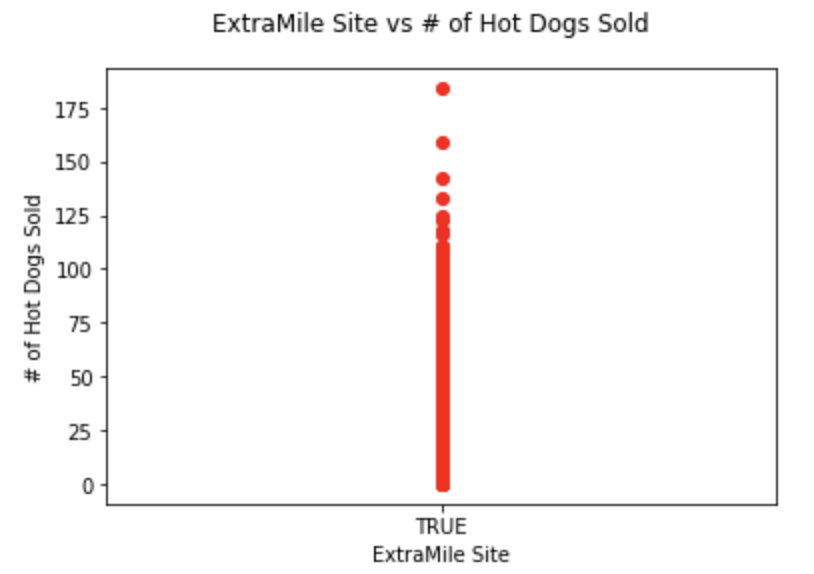 ExtraMile Site vs # of Hot Dogs Sold
# of Hot Dogs Sold
175
150
125
100
75
50
25
0
TRUE
ExtraMile Site